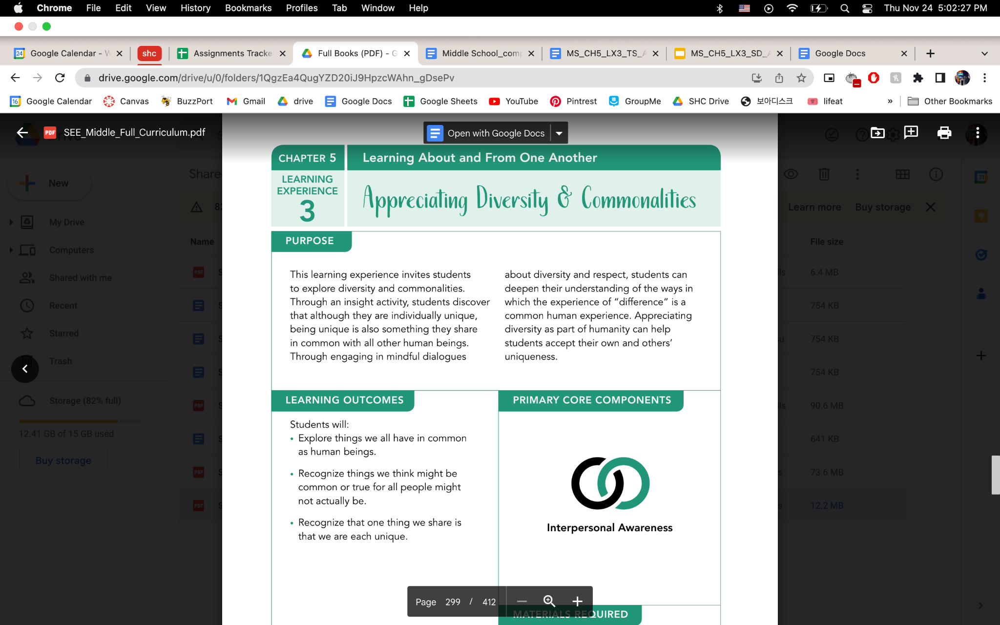 Chrome File Edit View History Bookmarks Profiles Tab Window Help Thu Nov 24 5:02:27 PM
24 Google Calendar - W shc Assignments Tracke Full Books (PDF) - G Middle School_comp MS_CH5_LX3_TS_A MS_CH5_LX3_SD_A Google Docs
drive.google.com/drive/u/0/folders/1QgzEa4QugYZD20iJ9HpzcWAhn_gDsePv
16 Google Calendar Canvas BuzzPort Gmail drive Google Docs Google Sheets YouTube Pintrest GroupMe SHC Drive 보아디스크 lifeat » Other Bookmarks
PDF SEE_Middle_Full_Curriculum.pdf Open with Google Docs
CHAPTER 5 Learning About and From One Another
LEARNING
EXPERIENCE
3
Appreciating Diversity & Commonalities
PURPOSE
This learning experience invites students
to explore diversity and commonalities.
Through an insight activity, students discover
that although they are individually unique,
being unique is also something they share
in common with all other human beings.
Through engaging in mindful dialogues
about diversity and respect, students can
deepen their understanding of the ways in
which the experience of “difference” is a
common human experience. Appreciating
diversity as part of humanity can help
students accept their own and others’
uniqueness.
LEARNING OUTCOMES
Students will:
• Explore things we all have in common
as human beings.
• Recognize things we think might be
common or true for all people might
not actually be.
• Recognize that one thing we share is
that we are each unique.
PRIMARY CORE COMPONENTS
Interpersonal Awareness
MATERIALS REQUIRED
Page 299 / 412
New
My Drive
Computers
Shared with me
Recent
Starred
Trash
Storage (82% full)
12.41 GB of 15 GB used
Buy storage
Share
82
Name
PDF
PDF
PDF
PDF
Learn more Buy storage
File size
6.4 MB
754 KB
754 KB
754 KB
90.6 MB
641 KB
73.6 MB
12.2 MB
31